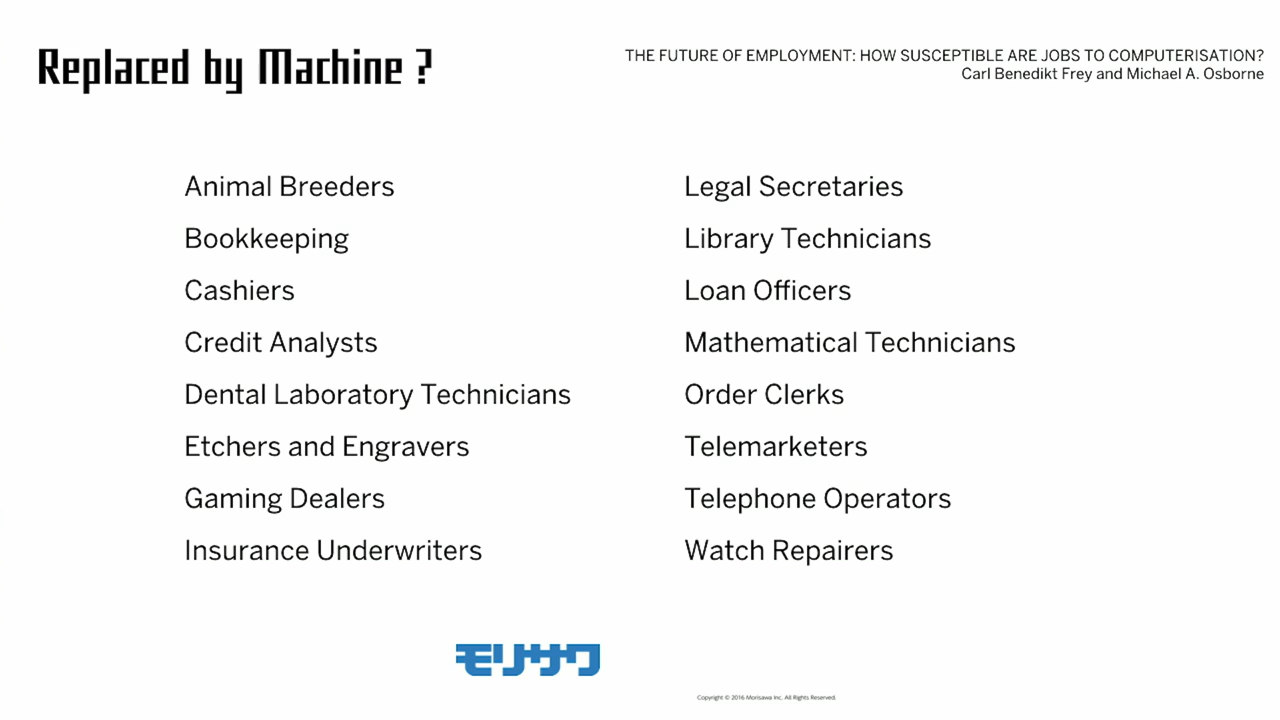 Replaced by Machine ?
THE FUTURE OF EMPLOYMENT: HOW SUSCEPTIBLE ARE JOBS TO COMPUTERISATION?
Carl Benedikt Frey and Michael A. Osborne
Animal Breeders
Bookkeeping
Cashiers
Credit Analysts
Dental Laboratory Technicians
Etchers and Engravers
Gaming Dealers
Insurance Underwriters
Legal Secretaries
Library Technicians
Loan Officers
Mathematical Technicians
Order Clerks
Telemarketers
Telephone Operators
Watch Repairers
モリサワ
Copyright © 2016 Morisawa Inc. All Rights Reserved.